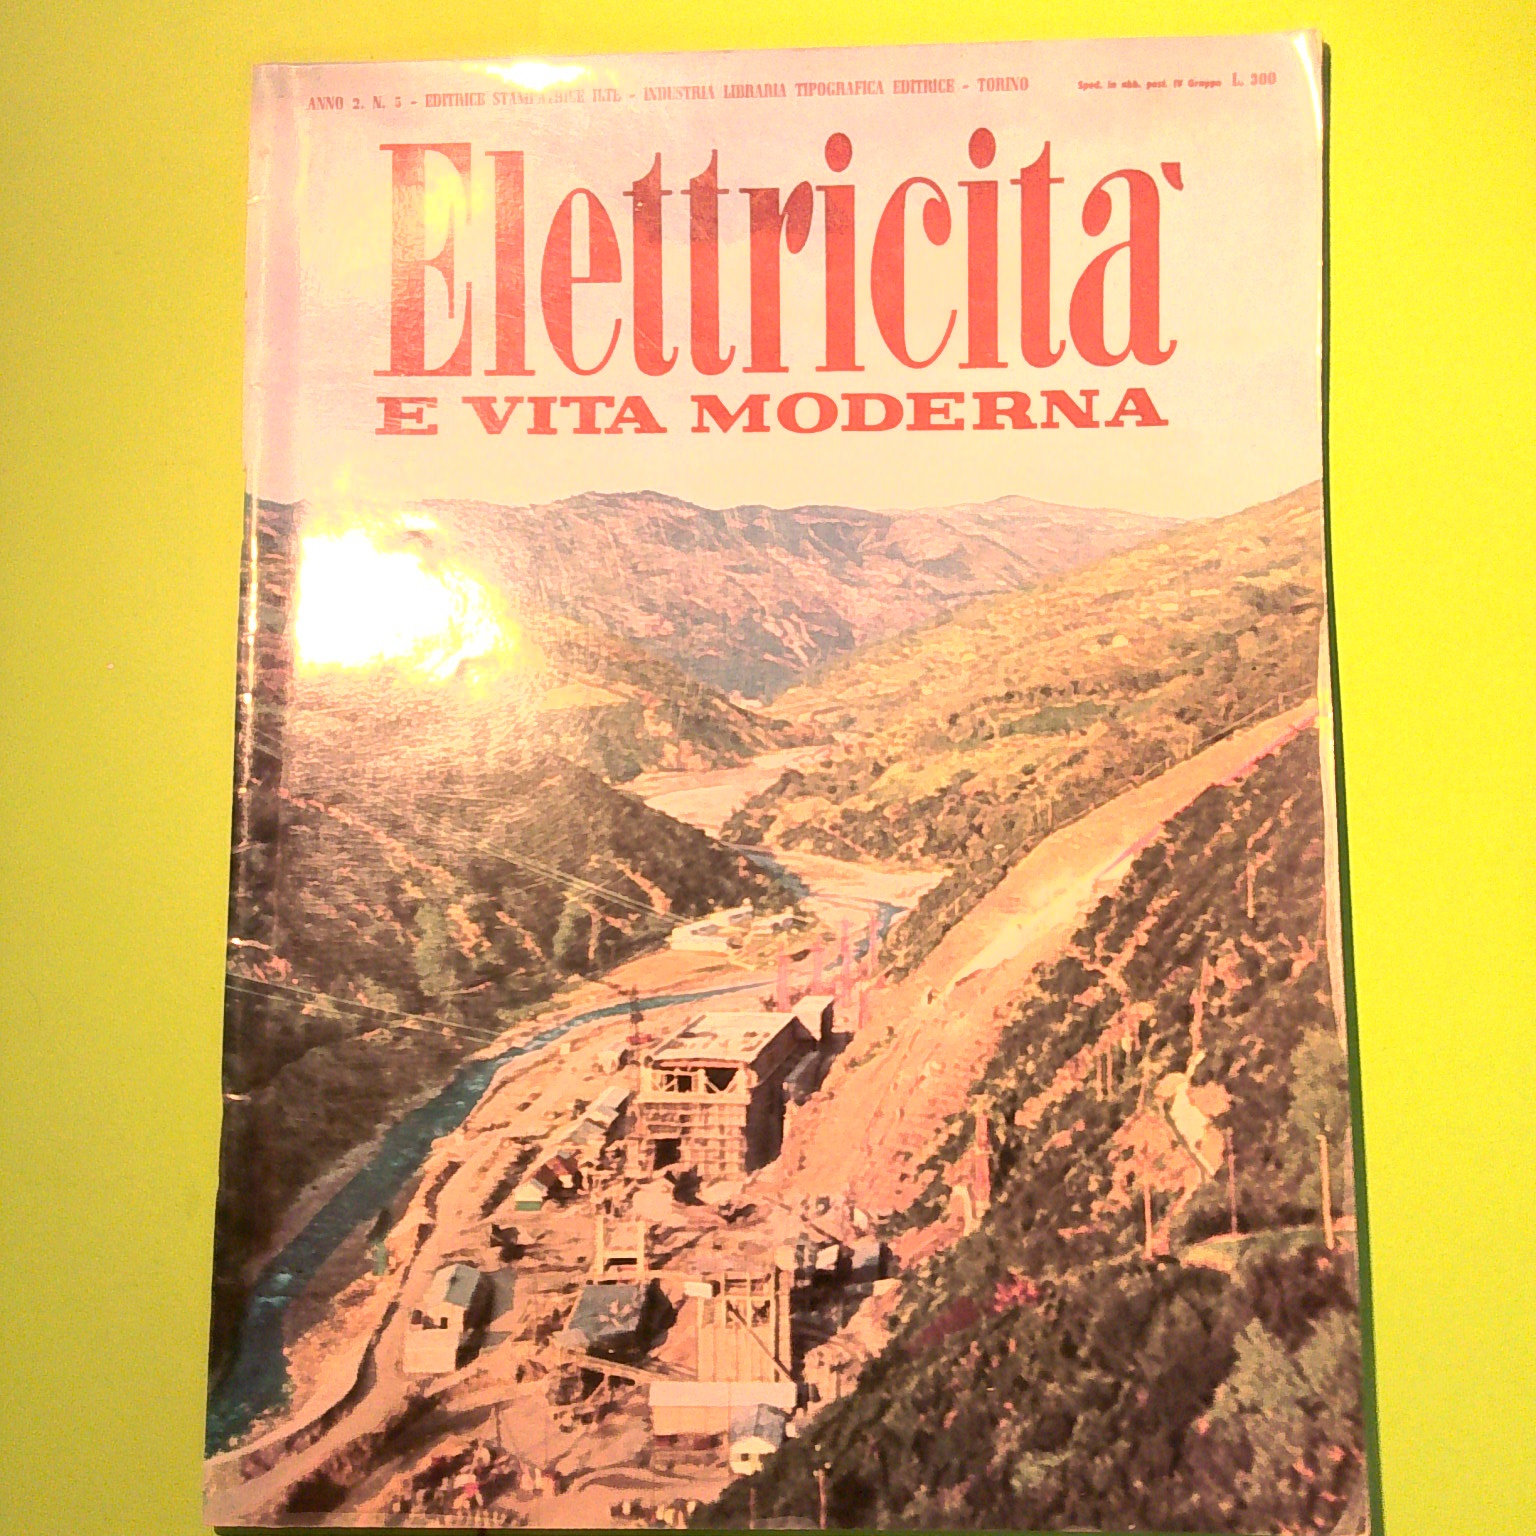 ANNO 2. N. 5 - EDITRICE STAMPATRICE ILTE - INDUSTRIA LIBRARIA TIPOGRAFICA EDITRICE - TORINO Sped. in abb. post. IV Gruppo L. 300
Elettricità
E VITA MODERNA